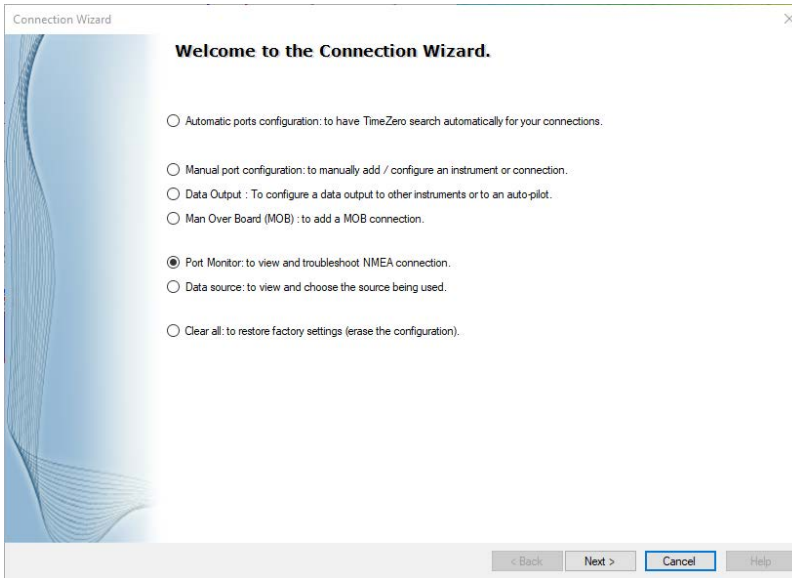 Connection Wizard
Welcome to the Connection Wizard.
Automatic ports configuration: to have TimeZero search automatically for your connections.
Manual port configuration: to manually add / configure an instrument or connection.
Data Output : To configure a data output to other instruments or to an auto-pilot.
Man Over Board (MOB) : to add a MOB connection.
Port Monitor: to view and troubleshoot NMEA connection.
Data source: to view and choose the source being used.
Clear all: to restore factory settings (erase the configuration).
< Back Next > Cancel Help